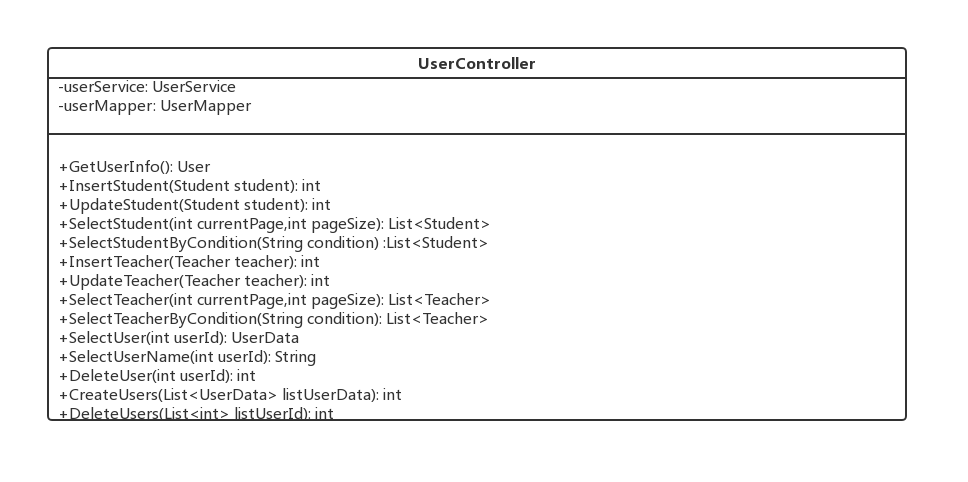 UserController
-userService: UserService
-userMapper: UserMapper
+GetUserInfo(): User
+InsertStudent(Student student): int
+UpdateStudent(Student student): int
+SelectStudent(int currentPage,int pageSize): List<Student>
+SelectStudentByCondition(String condition) :List<Student>
+InsertTeacher(Teacher teacher): int
+UpdateTeacher(Teacher teacher): int
+SelectTeacher(int currentPage,int pageSize): List<Teacher>
+SelectTeacherByCondition(String condition): List<Teacher>
+SelectUser(int userId): UserData
+SelectUserName(int userId): String
+DeleteUser(int userId): int
+CreateUsers(List<UserData> listUserData): int
+DeleteUsers(List<int> listUserId): int